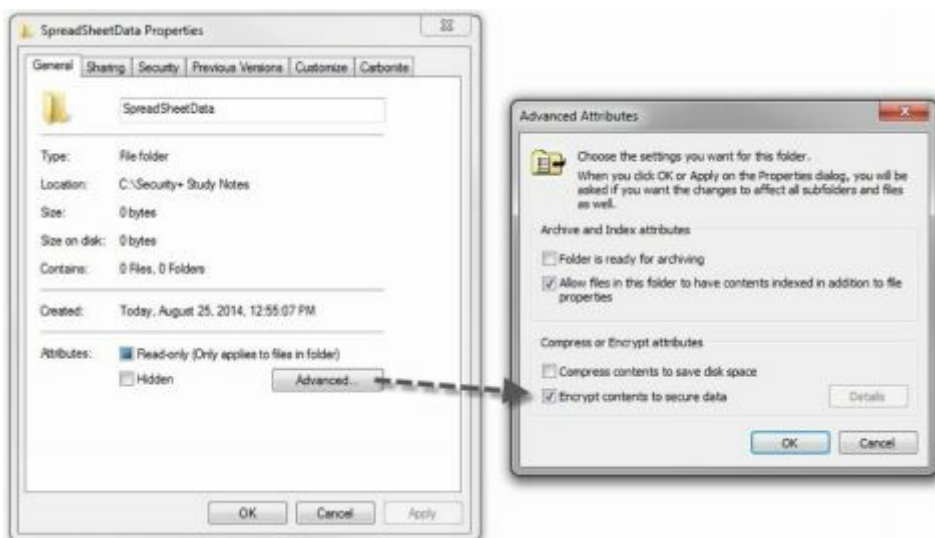 SpreadSheetData Properties
General Sharing Security Previous Versions Customize Carbonite
SpreadSheetData
Type: File folder
Location: C:\Security+ Study Notes
Size: 0 bytes
Size on disk: 0 bytes
Contains: 0 Files, 0 Folders
Created: Today, August 25, 2014, 12:55:07 PM
Attributes: Read-only (Only applies to files in folder)
Hidden Advanced...
OK Cancel Apply
Advanced Attributes
Choose the settings you want for this folder.
When you click OK or Apply on the Properties dialog, you will be
asked if you want the changes to affect all subfolders and files
as well.
Archive and Index attributes
Folder is ready for archiving
Allow files in this folder to have contents indexed in addition to file
properties
Compress or Encrypt attributes
Compress contents to save disk space
Encrypt contents to secure data Details
OK Cancel